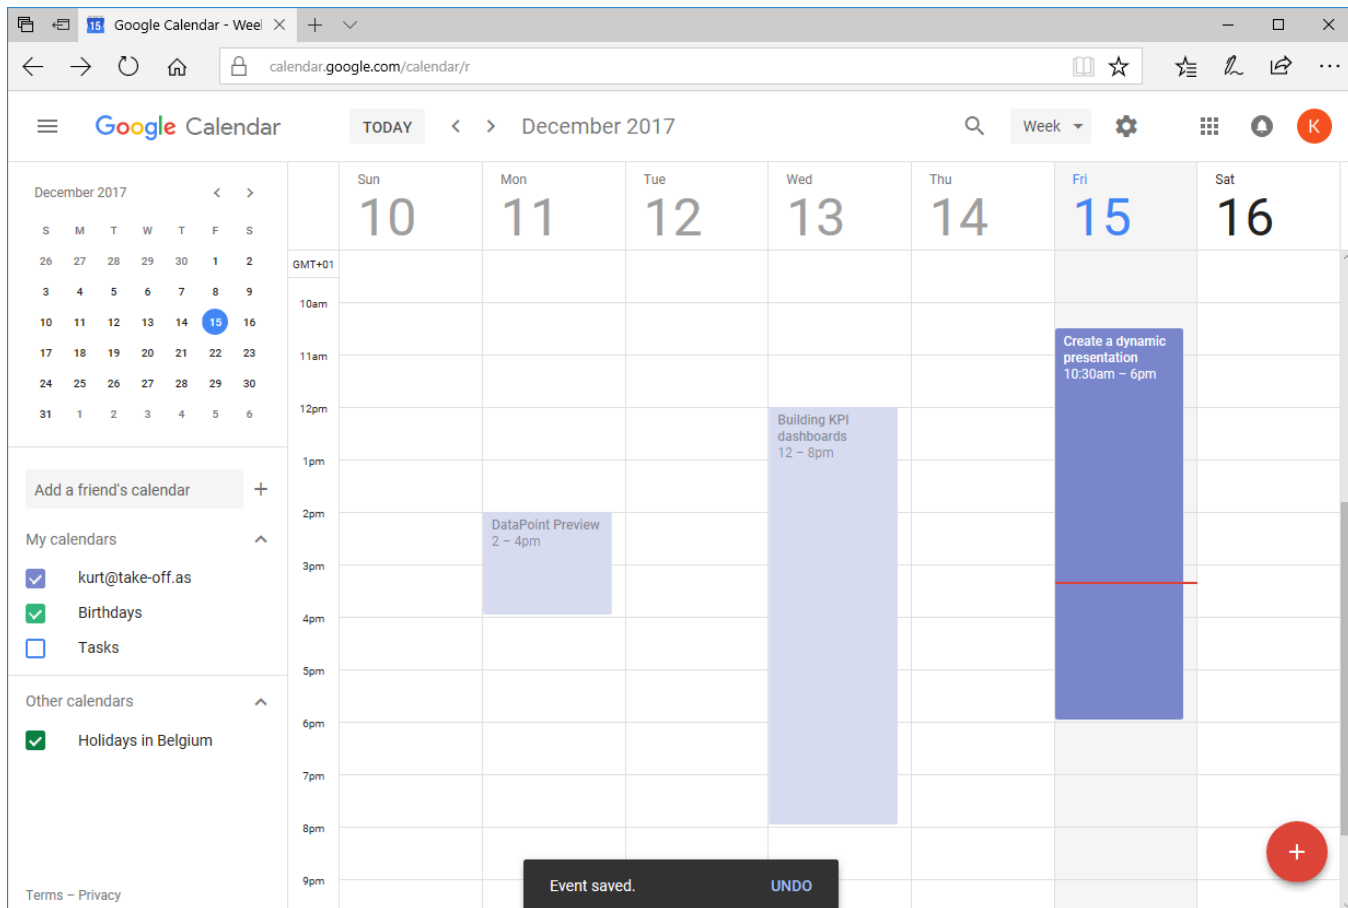 15 Google Calendar - Weel
calendar.google.com/calendar/r
Google Calendar
TODAY
December 2017
Week
K
December 2017
S M T W T F S
26 27 28 29 30 1 2
3 4 5 6 7 8 9
10 11 12 13 14 15 16
17 18 19 20 21 22 23
24 25 26 27 28 29 30
31 1 2 3 4 5 6
Add a friend's calendar
My calendars
kurt@take-off.as
Birthdays
Tasks
Other calendars
Holidays in Belgium
Terms – Privacy
Sun Mon Tue Wed Thu Fri Sat
10 11 12 13 14 15 16
GMT+01
10am
11am
12pm
1pm
2pm
3pm
4pm
5pm
6pm
7pm
8pm
9pm
DataPoint Preview
2 – 4pm
Building KPI
dashboards
12 – 8pm
Create a dynamic
presentation
10:30am – 6pm
Event saved.
UNDO